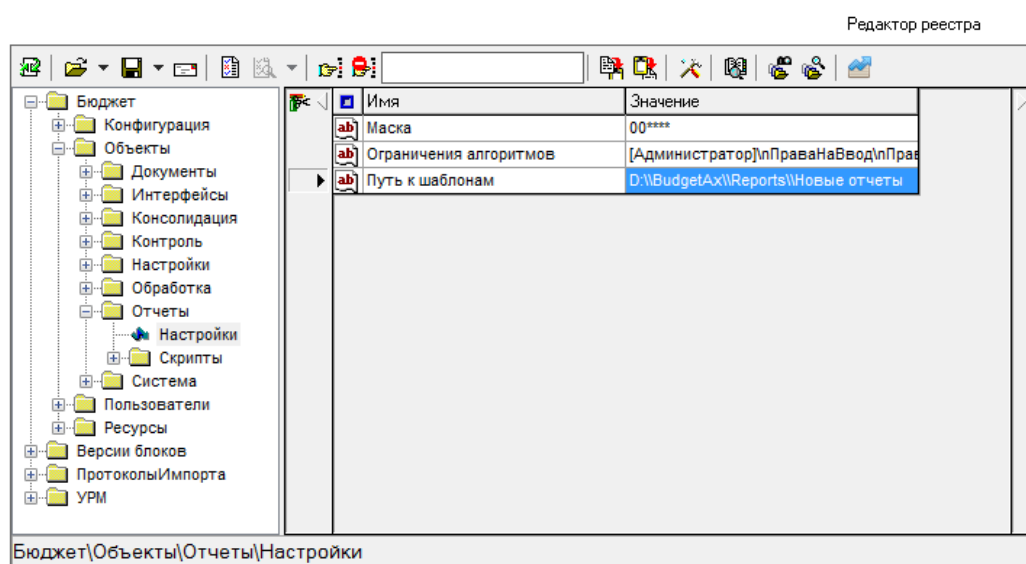 Редактор реестра
Имя Значение
Маска 00****
Ограничения алгоритмов [Администратор]\nПраваНаВвод\nПрав
Путь к шаблонам D:\\BudgetAx\\Reports\\Новые отчеты
Бюджет
Конфигурация
Объекты
Документы
Интерфейсы
Консолидация
Контроль
Настройки
Обработка
Отчеты
Настройки
Скрипты
Система
Пользователи
Ресурсы
Версии блоков
ПротоколыИмпорта
УРМ
Бюджет\Объекты\Отчеты\Настройки